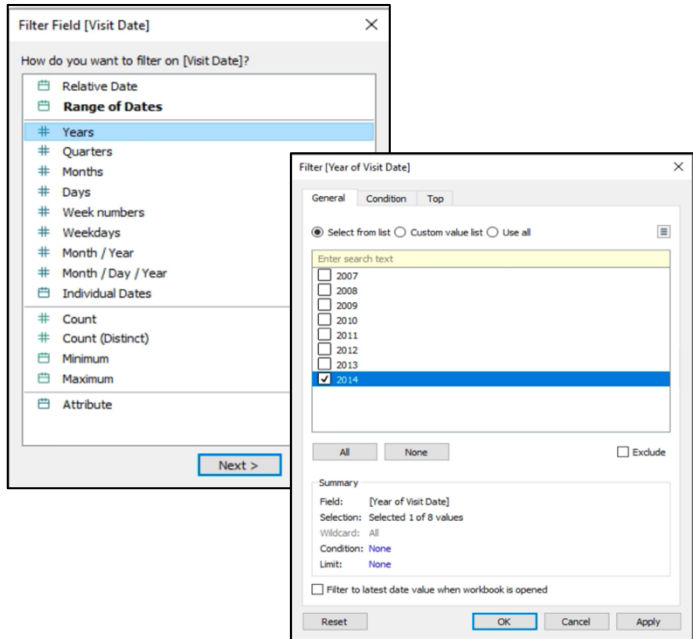 Filter Field [Visit Date]
How do you want to filter on [Visit Date]?
Relative Date
Range of Dates
Years
Quarters
Months
Days
Week numbers
Weekdays
Month / Year
Month / Day / Year
Individual Dates
Count
Count (Distinct)
Minimum
Maximum
Attribute
Next >
Filter [Year of Visit Date]
General Condition Top
Select from list Custom value list Use all
Enter search text
2007
2008
2009
2010
2011
2012
2013
2014
All None Exclude
Summary
Field: [Year of Visit Date]
Selection: Selected 1 of 8 values
Wildcard: All
Condition: None
Limit: None
Filter to latest date value when workbook is opened
Reset OK Cancel Apply